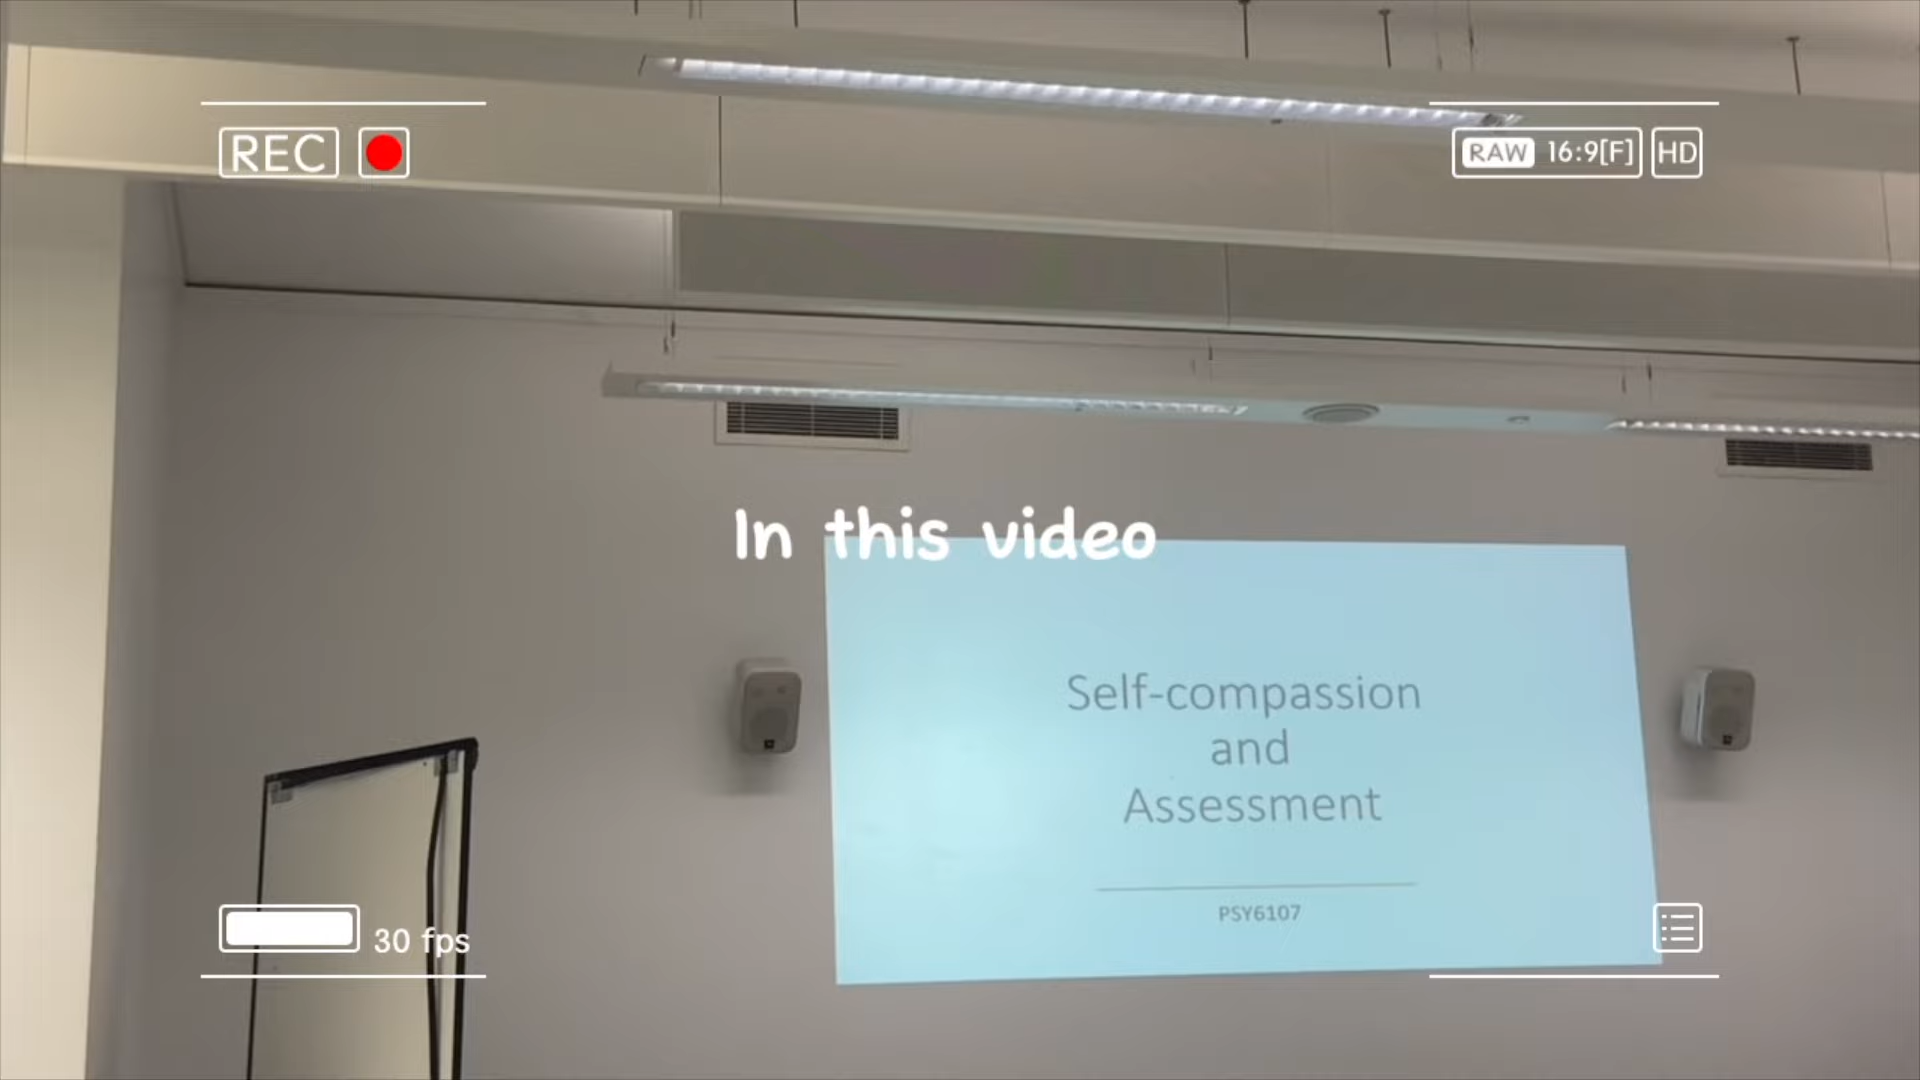 REC
RAW 16:9[F] HD
In this video
Self-compassion
and
Assessment
PSY6107
30 fps